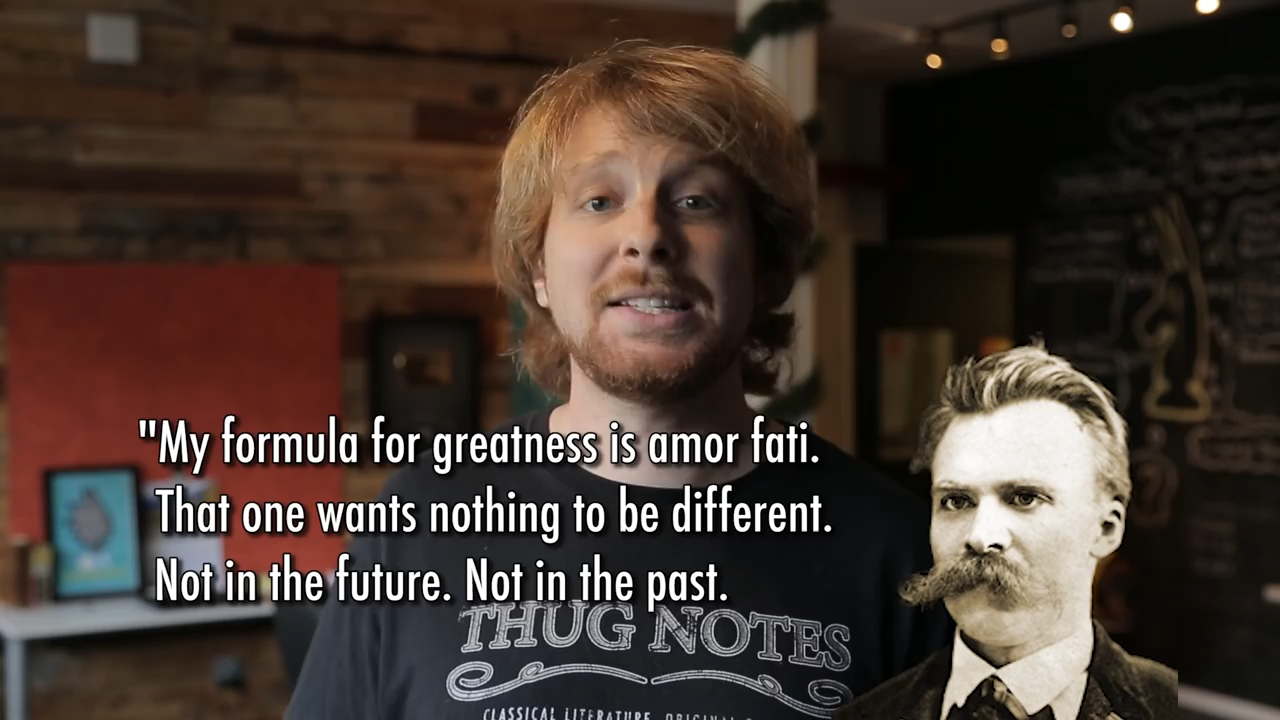 "My formula for greatness is amor fati.
That one wants nothing to be different.
Not in the future. Not in the past.
THUG NOTES
CLASSICAL LITERATURE. ORIGINAL